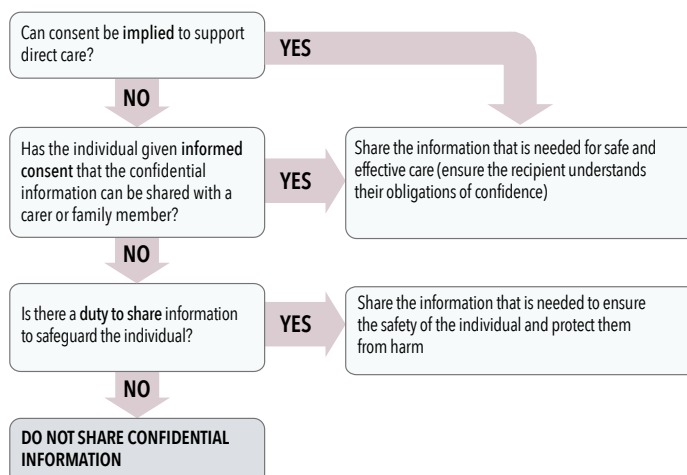 Can consent be implied to support
direct care?
YES
NO
Has the individual given informed
consent that the confidential
information can be shared with a
carer or family member?
YES
Share the information that is needed for safe and
effective care (ensure the recipient understands
their obligations of confidence)
NO
Is there a duty to share information
to safeguard the individual?
YES
Share the information that is needed to ensure
the safety of the individual and protect them
from harm
NO
DO NOT SHARE CONFIDENTIAL
INFORMATION